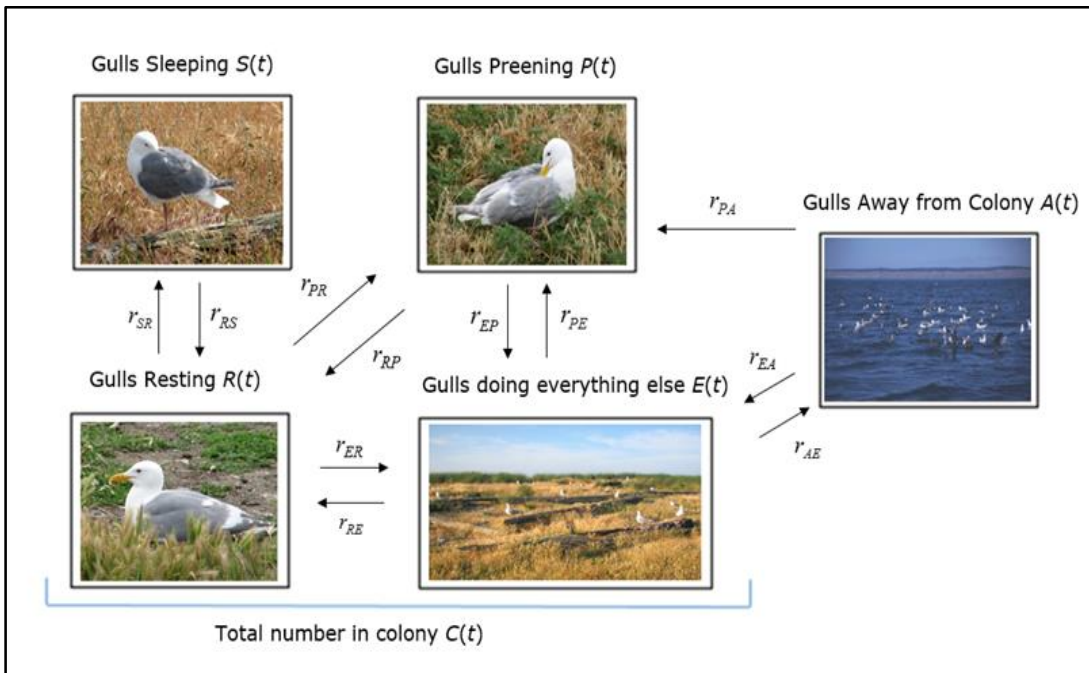 Gulls Sleeping S(t)
Gulls Preening P(t)
r_PA
Gulls Away from Colony A(t)
r_SR
r_RS
r_PR
r_RP
r_EP
r_PE
r_EA
r_AE
Gulls Resting R(t)
Gulls doing everything else E(t)
r_ER
r_RE
Total number in colony C(t)